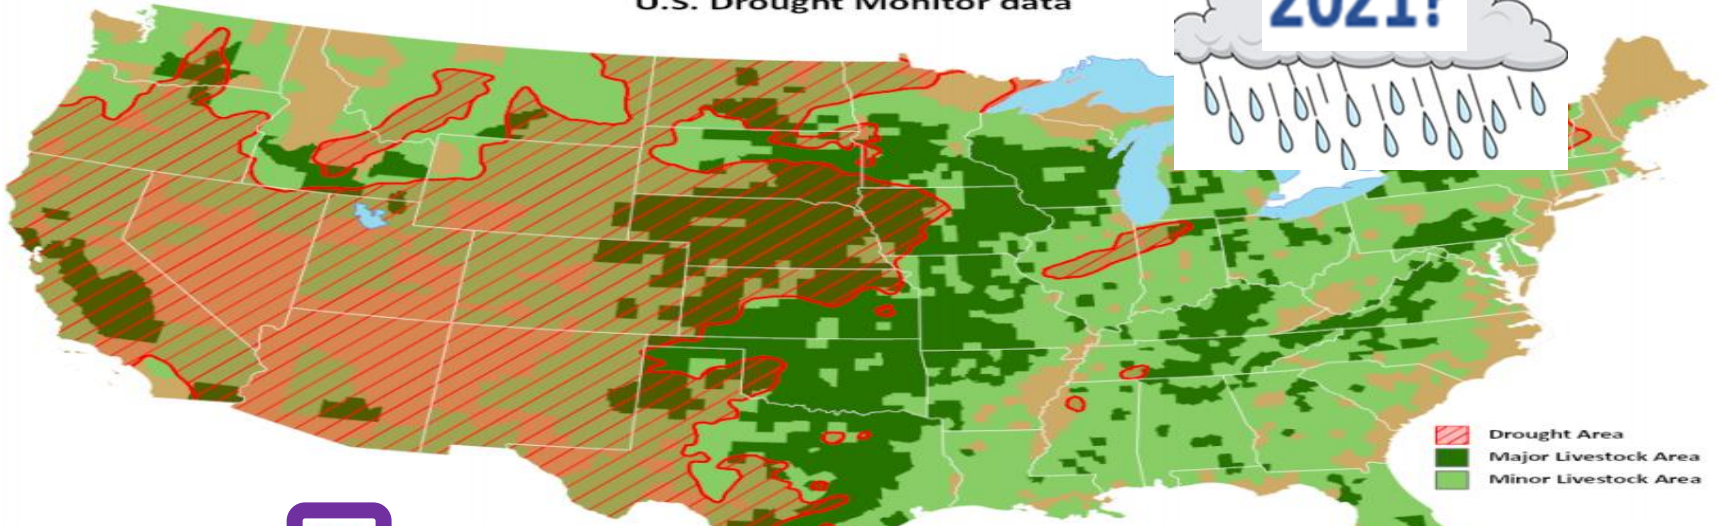 U.S. Drought Monitor data
2021?
Drought Area
Major Livestock Area
Minor Livestock Area